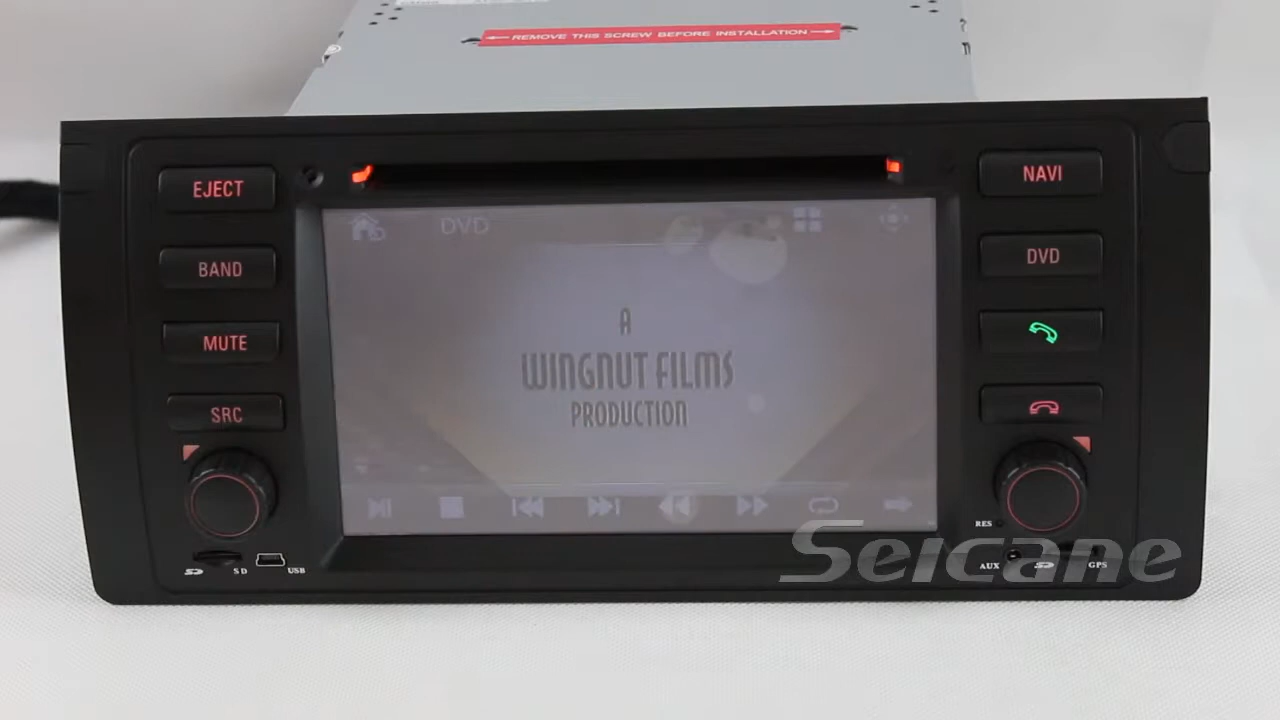 REMOVE THIS SCREW BEFORE INSTALLATION
EJECT
NAVI
DVD
BAND
DVD
A
WINGNUT FILMS
PRODUCTION
MUTE
SRC
RES
SD
USB
AUX
GPS
Seicane